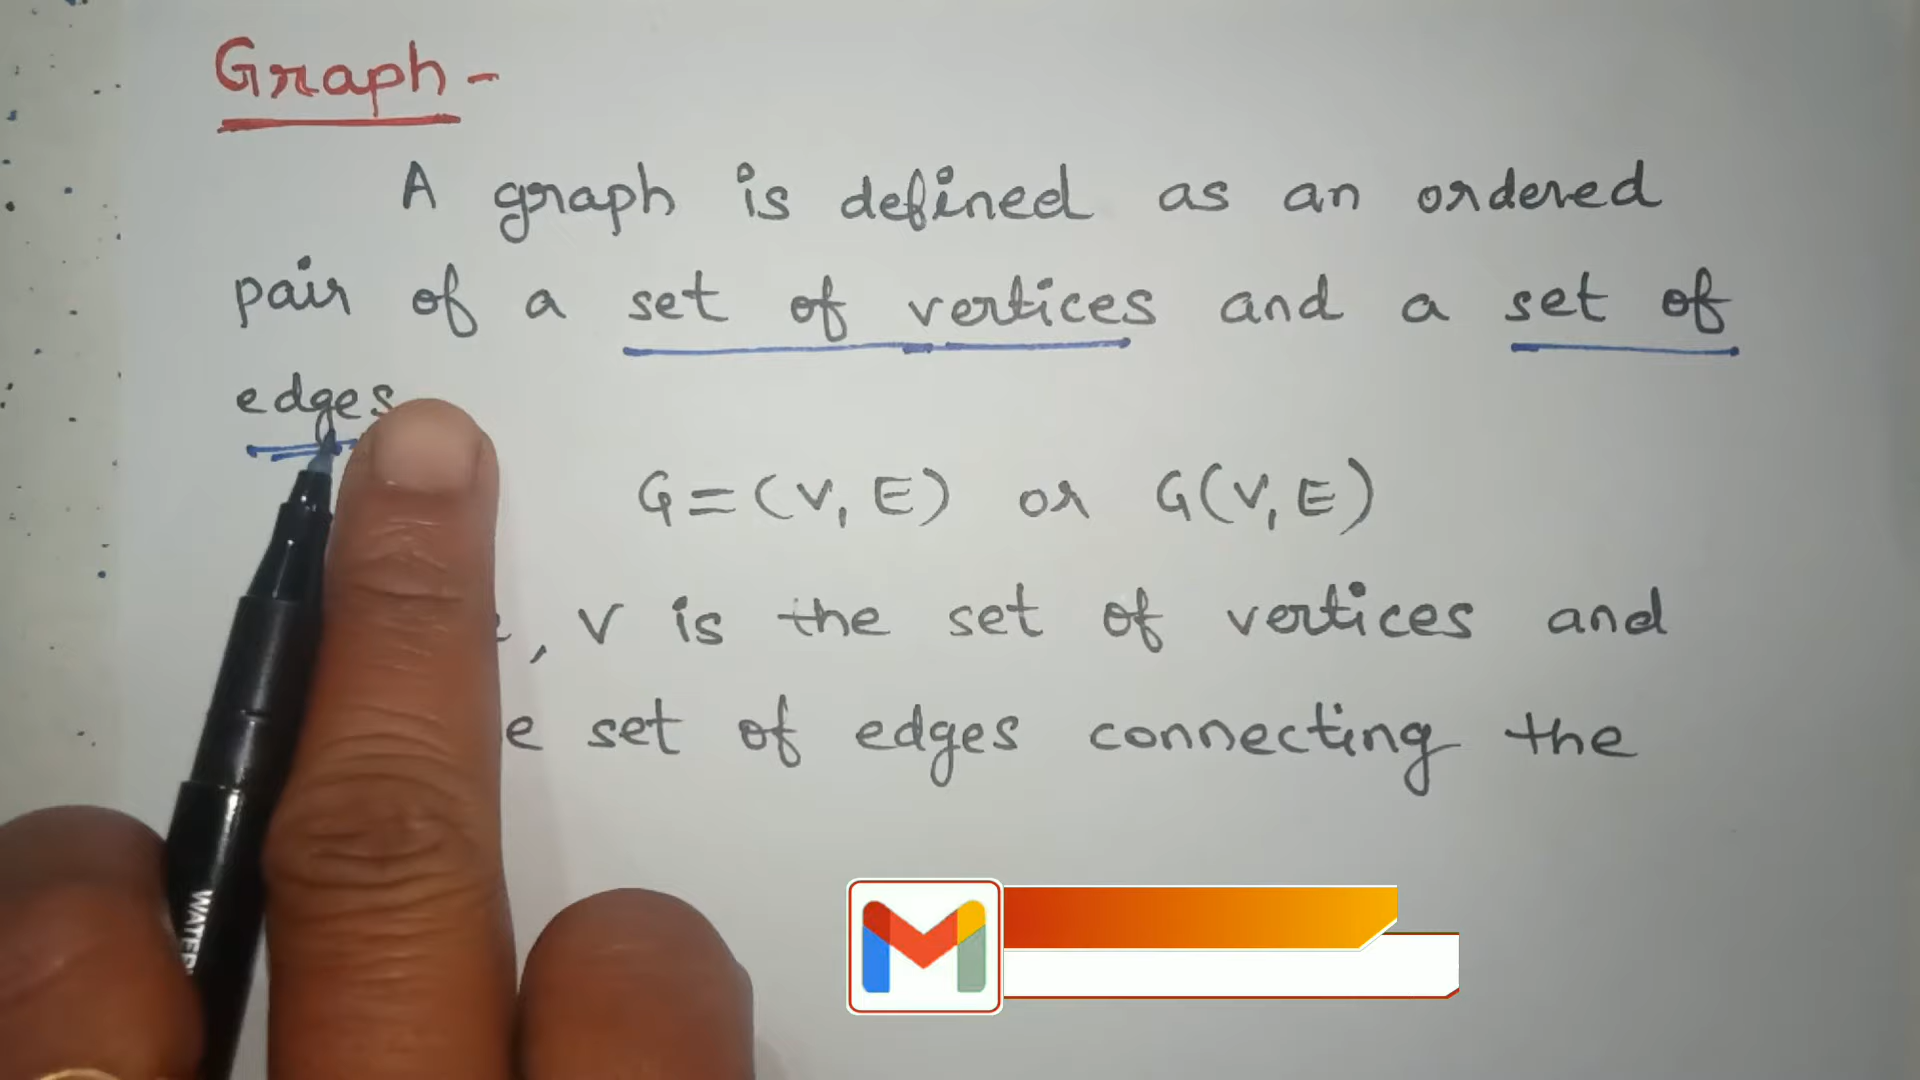 Graph -
A graph is defined as an ordered
pair of a set of vertices and a set of
edges
G = (V, E) or G(V, E)
, V is the set of vertices and
set of edges connecting the